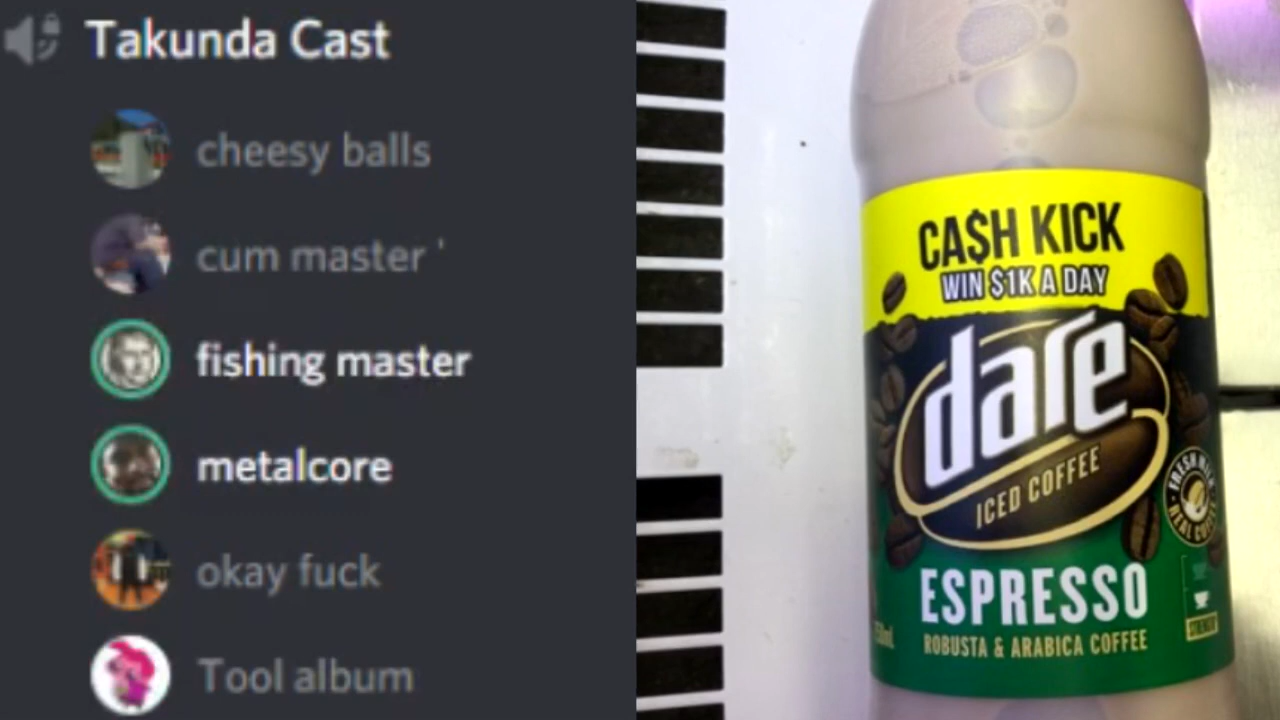 Takunda Cast
cheesy balls
cum master '
fishing master
metalcore
okay fuck
Tool album
CA$H KICK
WIN $1K A DAY
dare
ICED COFFEE
FRESH MILK
REAL COFFEE
ESPRESSO
ROBUSTA & ARABICA COFFEE
STRENGTH